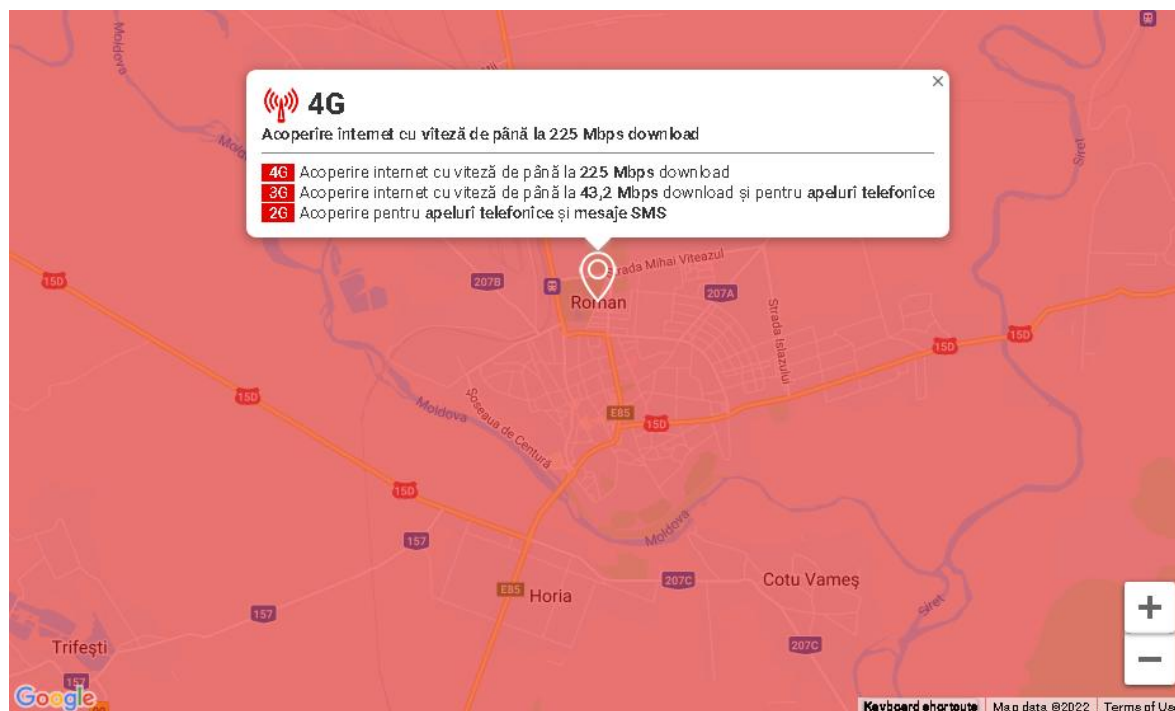 Moldova
4G
Acoperire internet cu viteză de până la 225 Mbps download
4G Acoperire internet cu viteză de până la 225 Mbps download
3G Acoperire internet cu viteză de până la 43,2 Mbps download și pentru apeluri telefonice
2G Acoperire pentru apeluri telefonice și mesaje SMS
Siret
Strada Mihai Viteazul
15D
207B
Roman
207A
Strada Islazului
15D
15D
15D
Moldova
Șoseaua de Centură
E85
15D
15D
157
Moldova
207C
Cotu Vameș
E85
Horia
Siret
157
Trifești
207C
157
Google
Keyboard shortcuts
Map data ©2022
Terms of Us